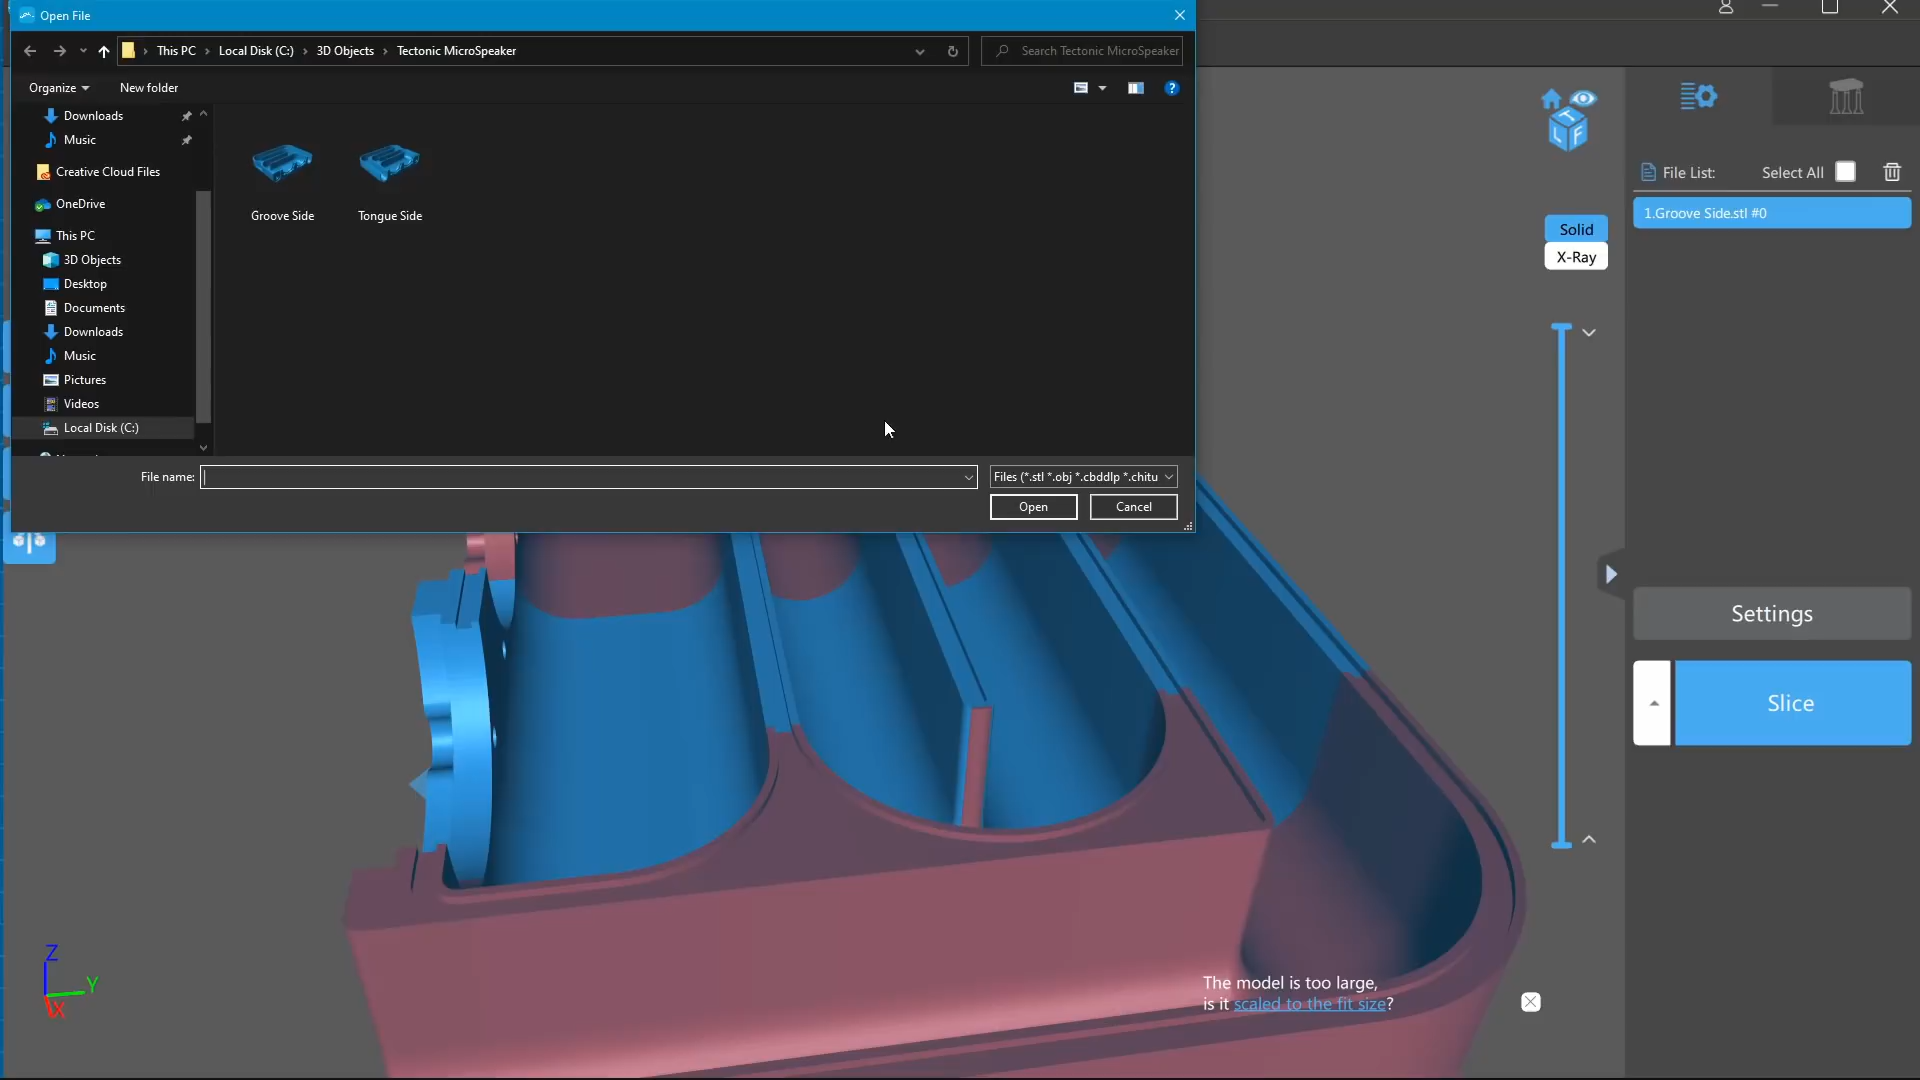 Open File
This PC
Local Disk (C:)
3D Objects
Tectonic MicroSpeaker
Search Tectonic MicroSpeaker
Organize
New folder
?
Downloads
Music
Creative Cloud Files
OneDrive
This PC
3D Objects
Desktop
Documents
Downloads
Music
Pictures
Videos
Local Disk (C:)
Groove Side
Tongue Side
File name:
Files (*.stl *.obj *.cbddlp *.chitu
Open
Cancel
T
L F
File List:
Select All
1.Groove Side.stl #0
Solid
X-Ray
Settings
Slice
Z
Y
X
The model is too large,
is it scaled to the fit size?